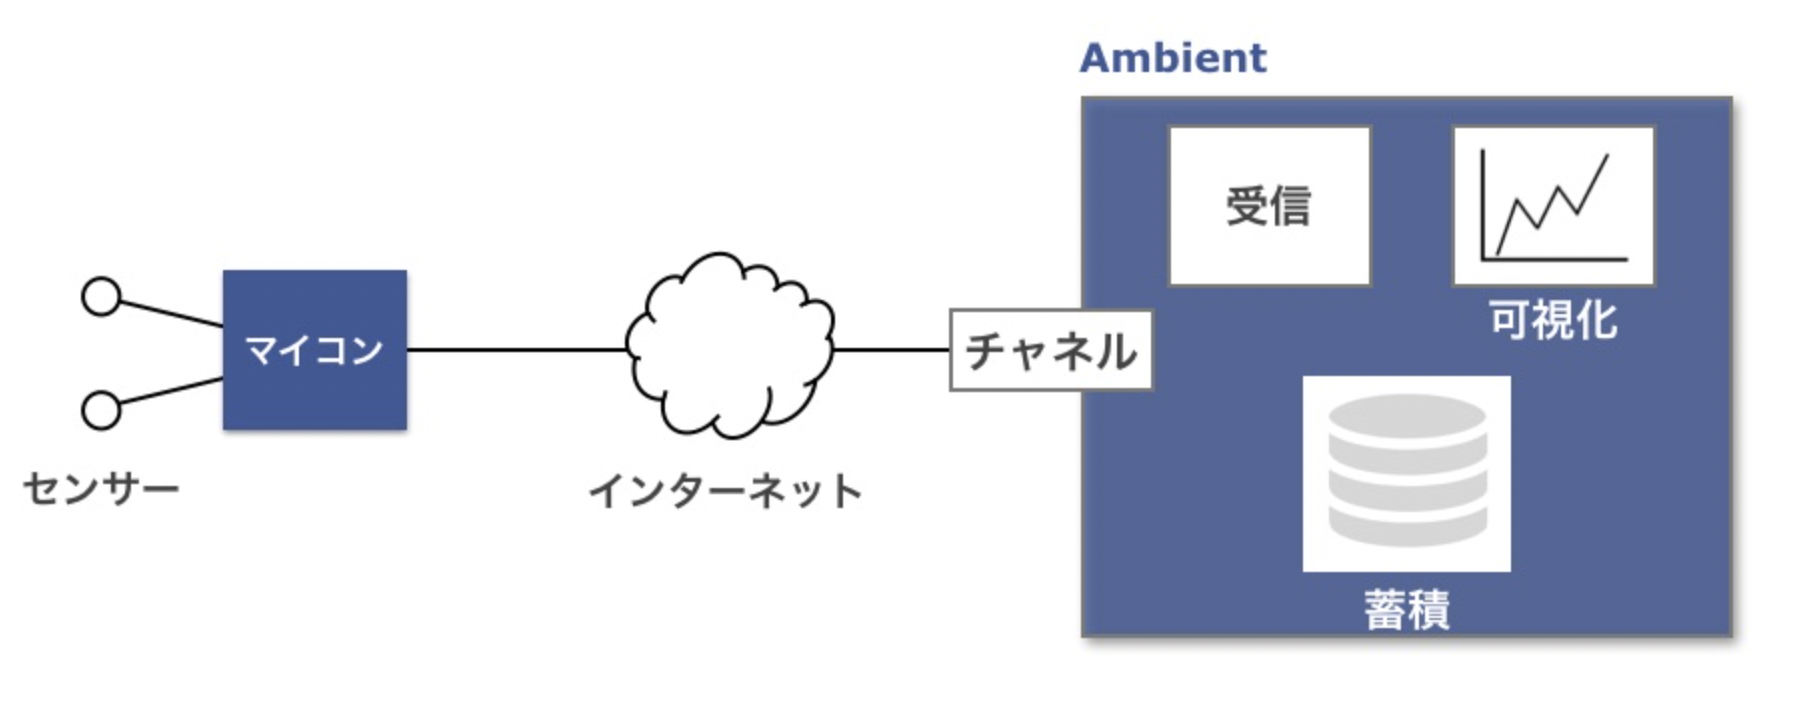 Ambient
受信
可視化
マイコン
チャネル
センサー
インターネット
蓄積